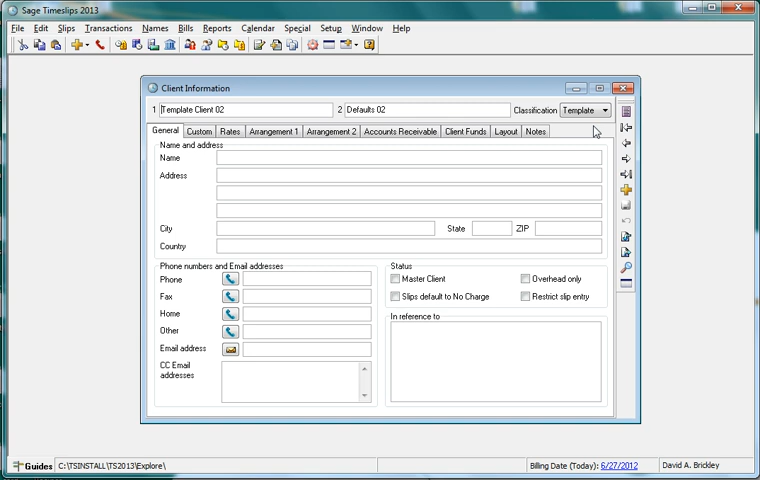 Sage Timeslips 2013
File Edit Slips Transactions Names Bills Reports Calendar Special Setup Window Help
Client Information
1 Template Client 02 2 Defaults 02 Classification Template
General Custom Rates Arrangement 1 Arrangement 2 Accounts Receivable Client Funds Layout Notes
Name and address
Name
Address
City State ZIP
Country
Phone numbers and Email addresses
Phone
Fax
Home
Other
Email address
CC Email
addresses
Status
Master Client Overhead only
Slips default to No Charge Restrict slip entry
In reference to
Guides C:\TSINSTALL\TS2013\Explore\ Billing Date (Today): 6/27/2012 David A. Brickley